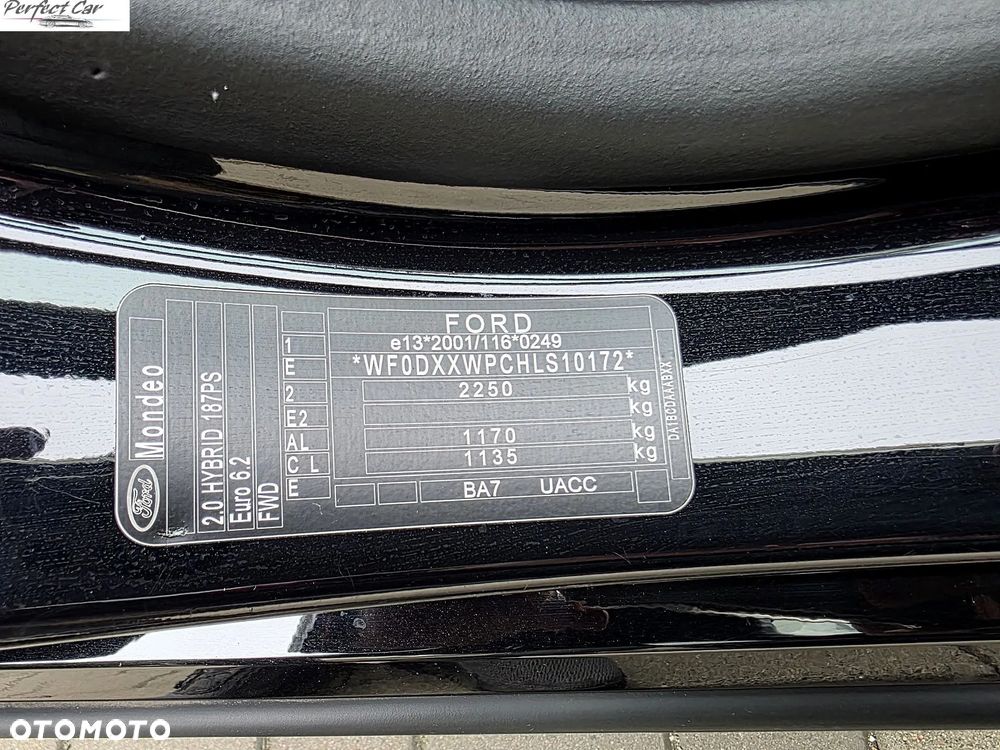 Perfect Car
FORD
e13*2001/116*0249
*WF0DXXWPCHLS10172*
2250 kg
kg
1170 kg
1135 kg
BA7 UACC
1
E
2
E2
AL
C L
E
Ford
Mondeo
2.0 HYBRID 187PS
Euro 6.2
FWD
DA1BCDAAABXX
OTOMOTO